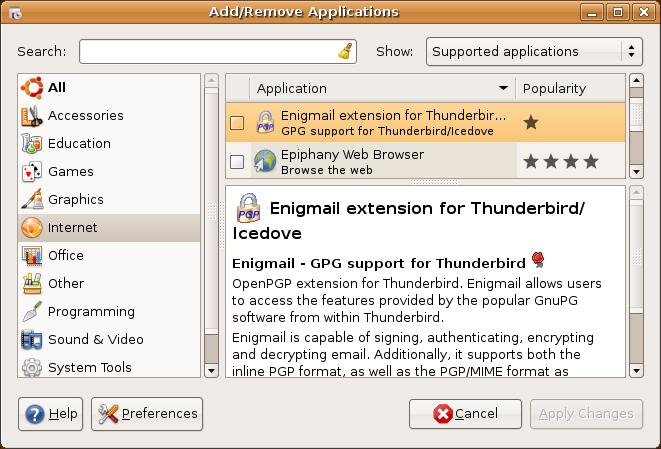 Add/Remove Applications
Search:
Show:
Supported applications
All
Accessories
Education
Games
Graphics
Internet
Office
Other
Programming
Sound & Video
System Tools
Application
Popularity
Enigmail extension for Thunderbir...
GPG support for Thunderbird/Icedove
Epiphany Web Browser
Browse the web
Enigmail extension for Thunderbird/
Icedove
Enigmail - GPG support for Thunderbird
OpenPGP extension for Thunderbird. Enigmail allows users
to access the features provided by the popular GnuPG
software from within Thunderbird.
Enigmail is capable of signing, authenticating, encrypting
and decrypting email. Additionally, it supports both the
inline PGP format, as well as the PGP/MIME format as
Help
Preferences
Cancel
Apply Changes
PGP
PGP